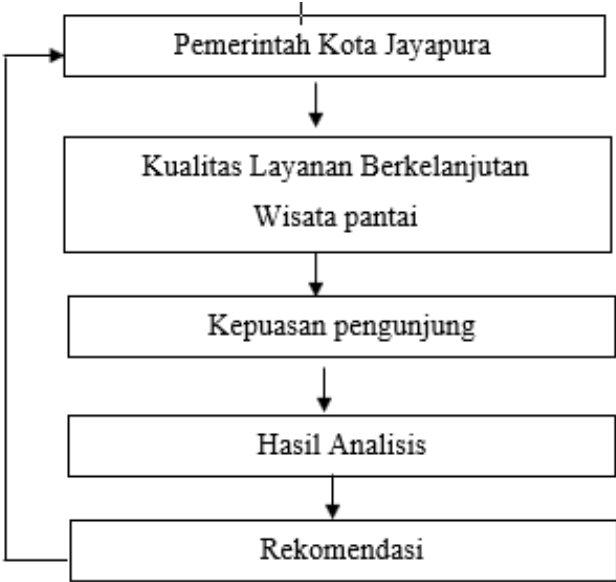 Pemerintah Kota Jayapura
Kualitas Layanan Berkelanjutan
Wisata pantai
Kepuasan pengunjung
Hasil Analisis
Rekomendasi